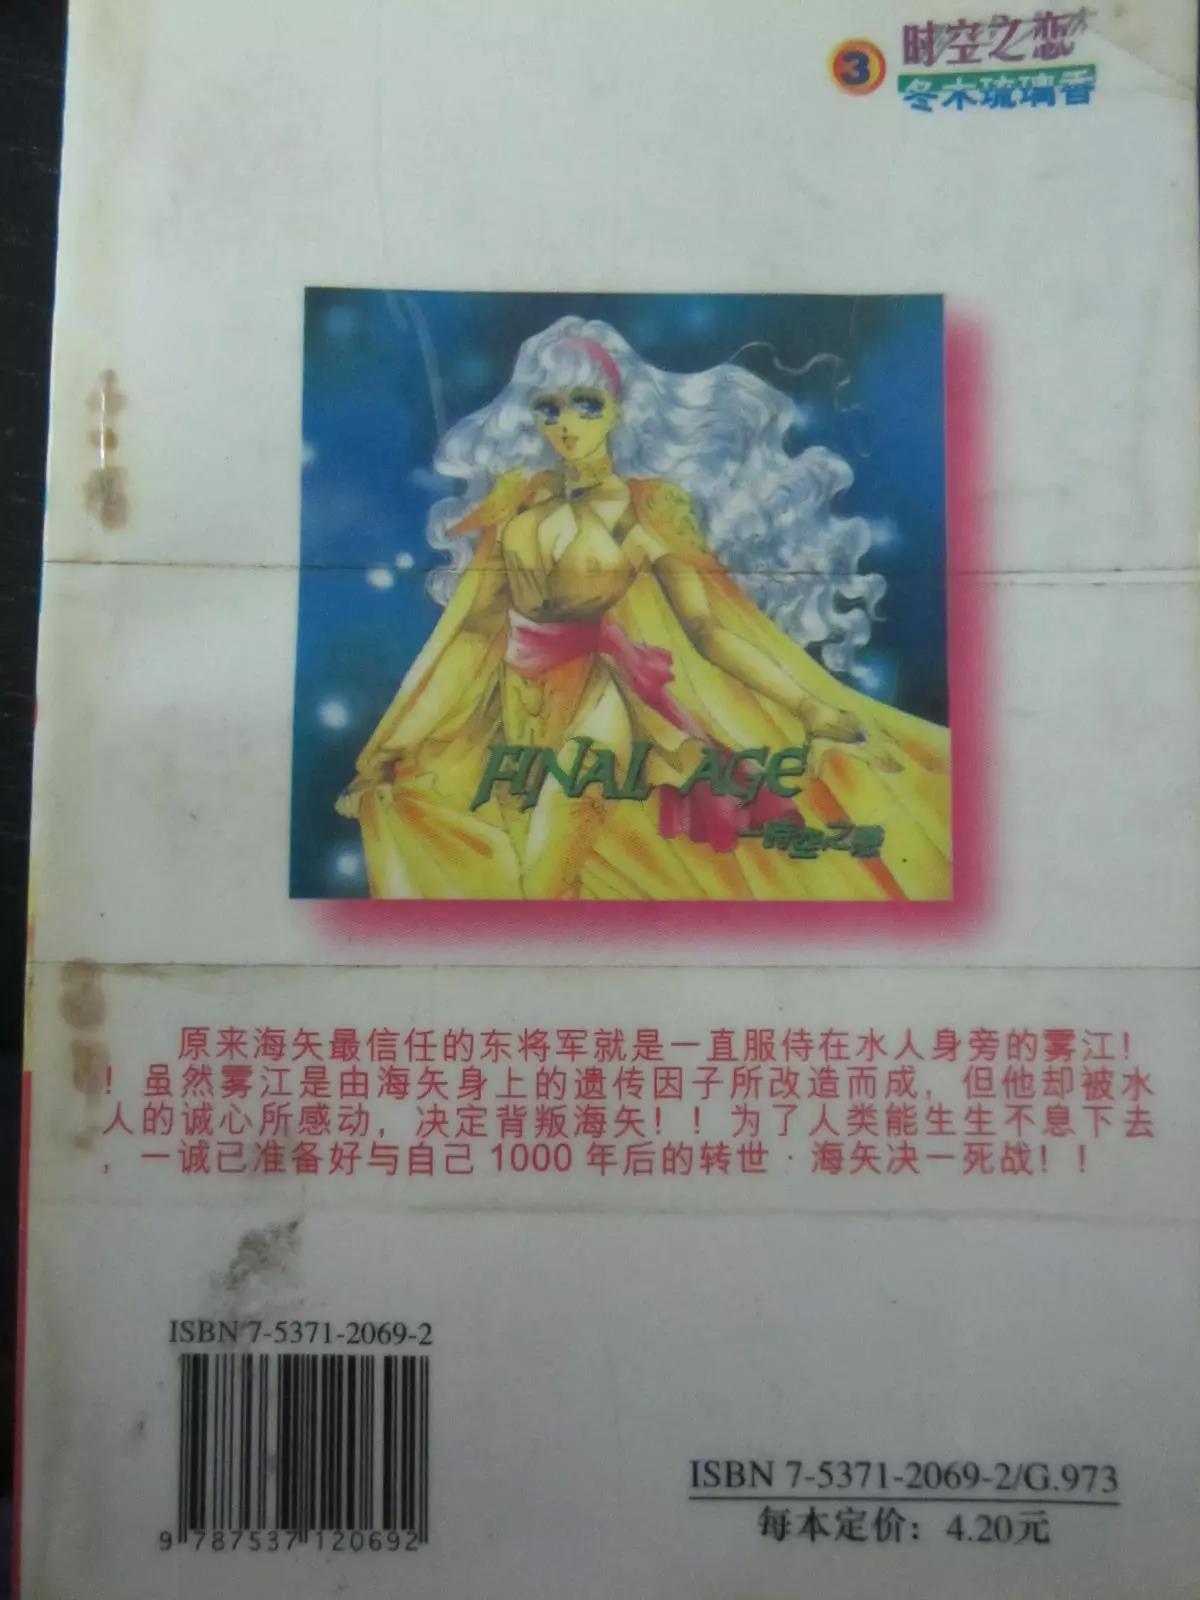 3
时空之恋
冬木琉璃香
FINAL AGE
—時空之戀
原来海矢最信任的东将军就是一直服侍在水人身旁的雾江!
!虽然雾江是由海矢身上的遗传因子所改造而成,但他却被水
人的诚心所感动,决定背叛海矢!!为了人类能生生不息下去
,一诚已准备好与自己1000年后的转世·海矢决一死战!!
ISBN 7-5371-2069-2
9 787537 120692
ISBN 7-5371-2069-2/G.973
每本定价: 4.20元